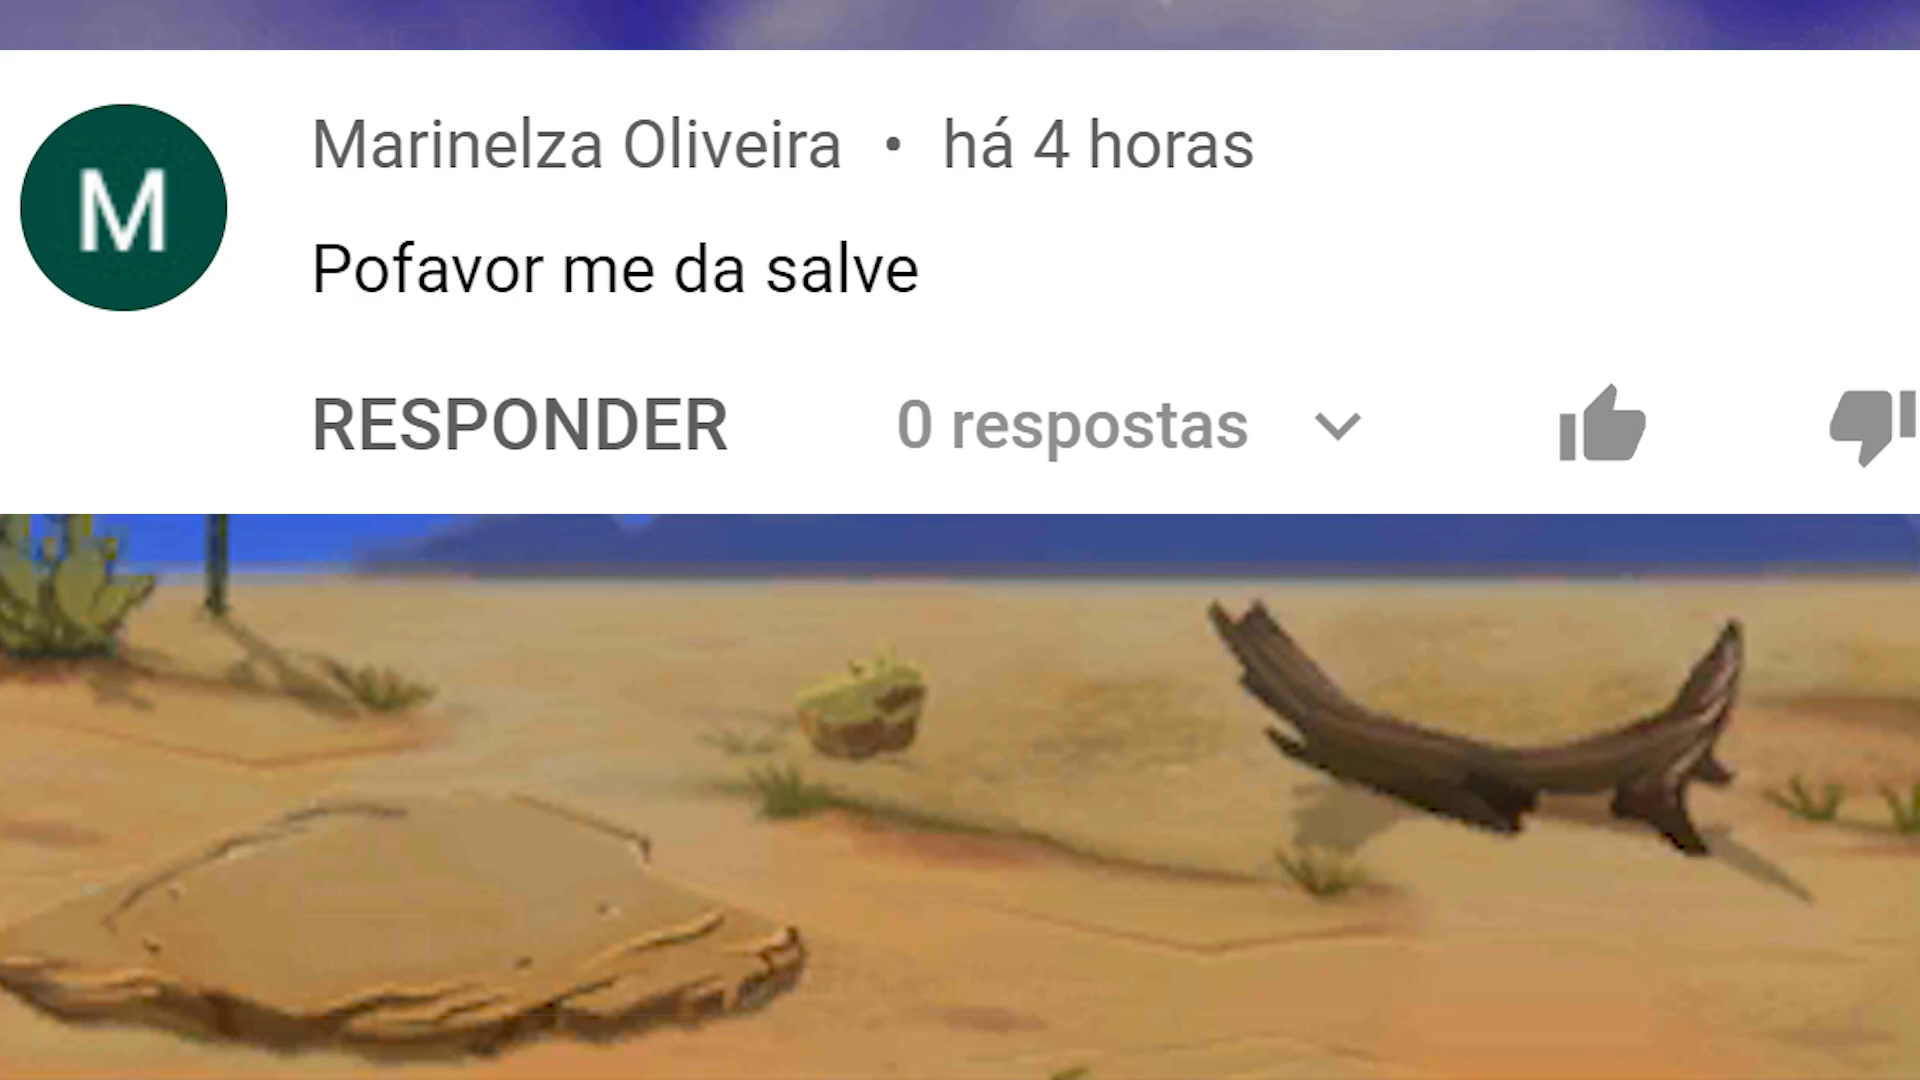 M
Marinelza Oliveira • há 4 horas
Pofavor me da salve
RESPONDER 0 respostas